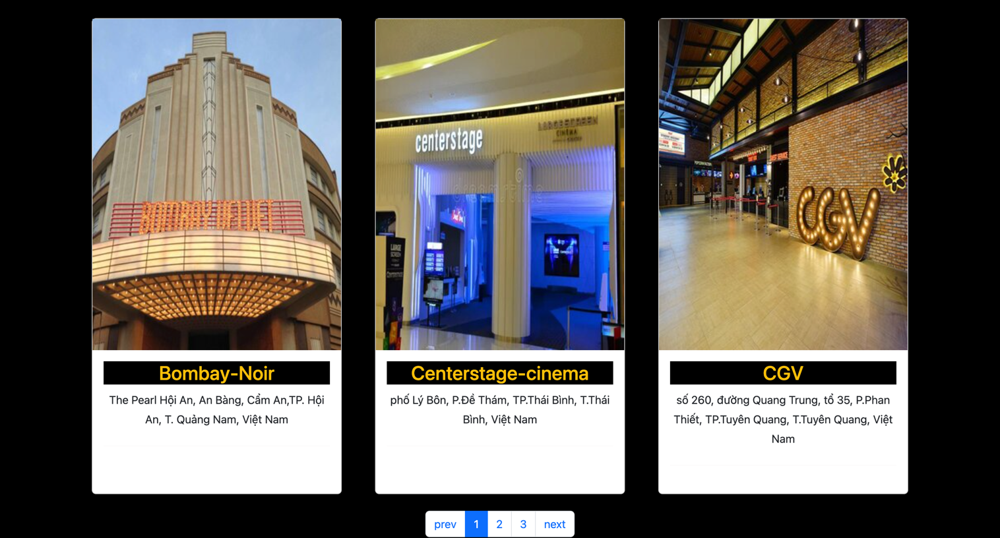 BOMBAY VELVET
centerstage
LARGESCREEN
CINEMA
LARGE
SCREEN
CGV
Bombay-Noir
The Pearl Hội An, An Bàng, Cẩm An,TP. Hội
An, T. Quảng Nam, Việt Nam
Centerstage-cinema
phố Lý Bôn, P.Đề Thám, TP.Thái Bình, T.Thái
Bình, Việt Nam
CGV
số 260, đường Quang Trung, tổ 35, P.Phan
Thiết, TP.Tuyên Quang, T.Tuyên Quang, Việt
Nam
prev 1 2 3 next